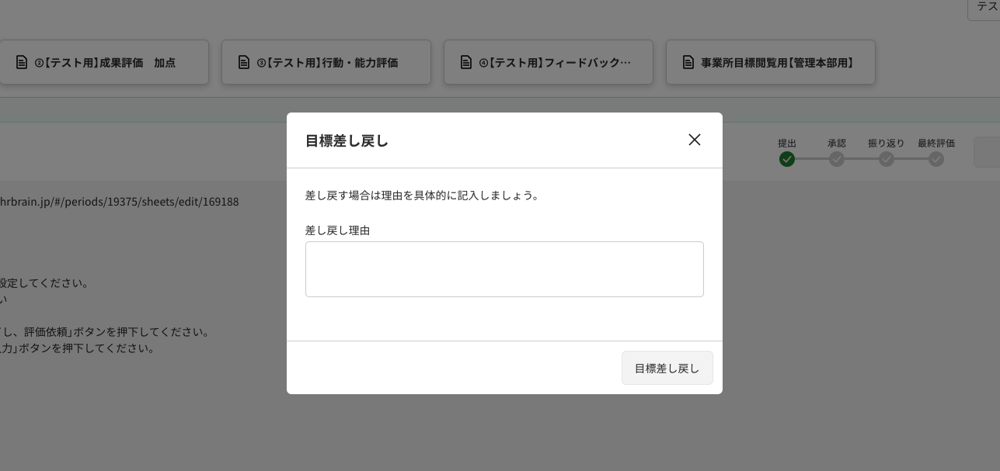 テス
②【テスト用】成果評価　加点
③【テスト用】行動・能力評価
④【テスト用】フィードバック…
事業所目標閲覧用【管理本部用】
目標差し戻し
提出
承認
振り返り
最終評価
差し戻す場合は理由を具体的に記入しましょう。
hrbrain.jp/#/periods/19375/sheets/edit/169188
差し戻し理由
設定してください。
い
し、評価依頼」ボタンを押下してください。
力」ボタンを押下してください。
目標差し戻し